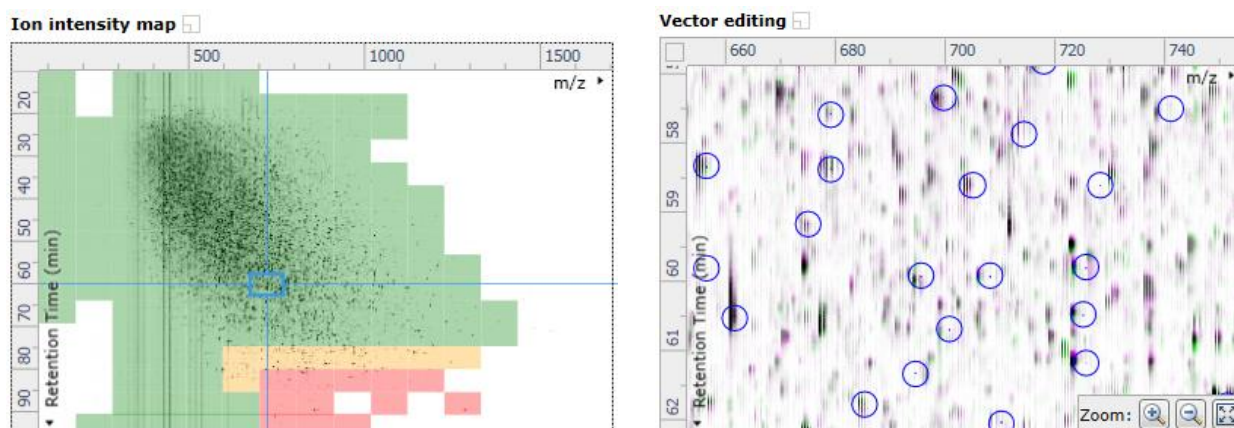 Ion intensity map
500 1000 1500
m/z
20
30
40
50
60
70
80
90
Retention Time (min)
Vector editing
660 680 700 720 740
m/z
58
59
60
61
62
Retention Time (min)
Zoom: